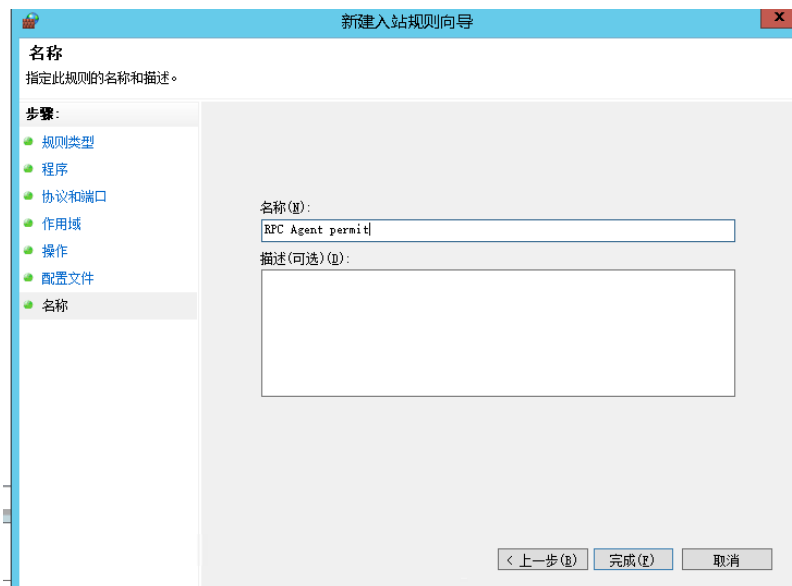 新建入站规则向导
x
名称
指定此规则的名称和描述。
步骤:
规则类型
程序
协议和端口
作用域
操作
配置文件
名称
名称(N):
RPC Agent permit
描述(可选)(D):
< 上一步(B)
完成(F)
取消